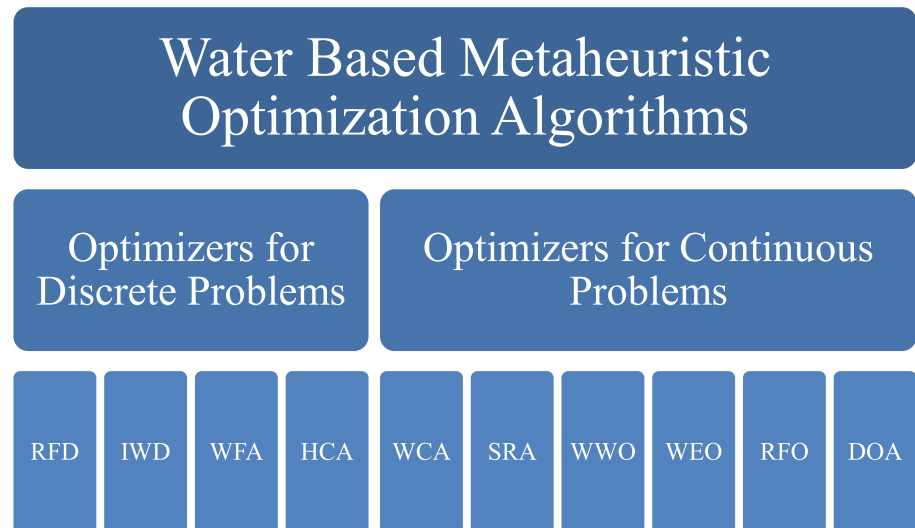 Water Based Metaheuristic
Optimization Algorithms
Optimizers for
Discrete Problems
Optimizers for Continuous
Problems
RFD
IWD
WFA
HCA
WCA
SRA
WWO
WEO
RFO
DOA